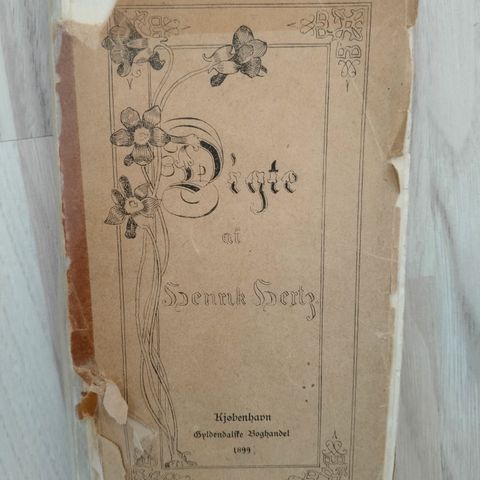 Digte
af
Henrik Hertz
Kjøbenhavn
Gyldendalske Boghandel
1899